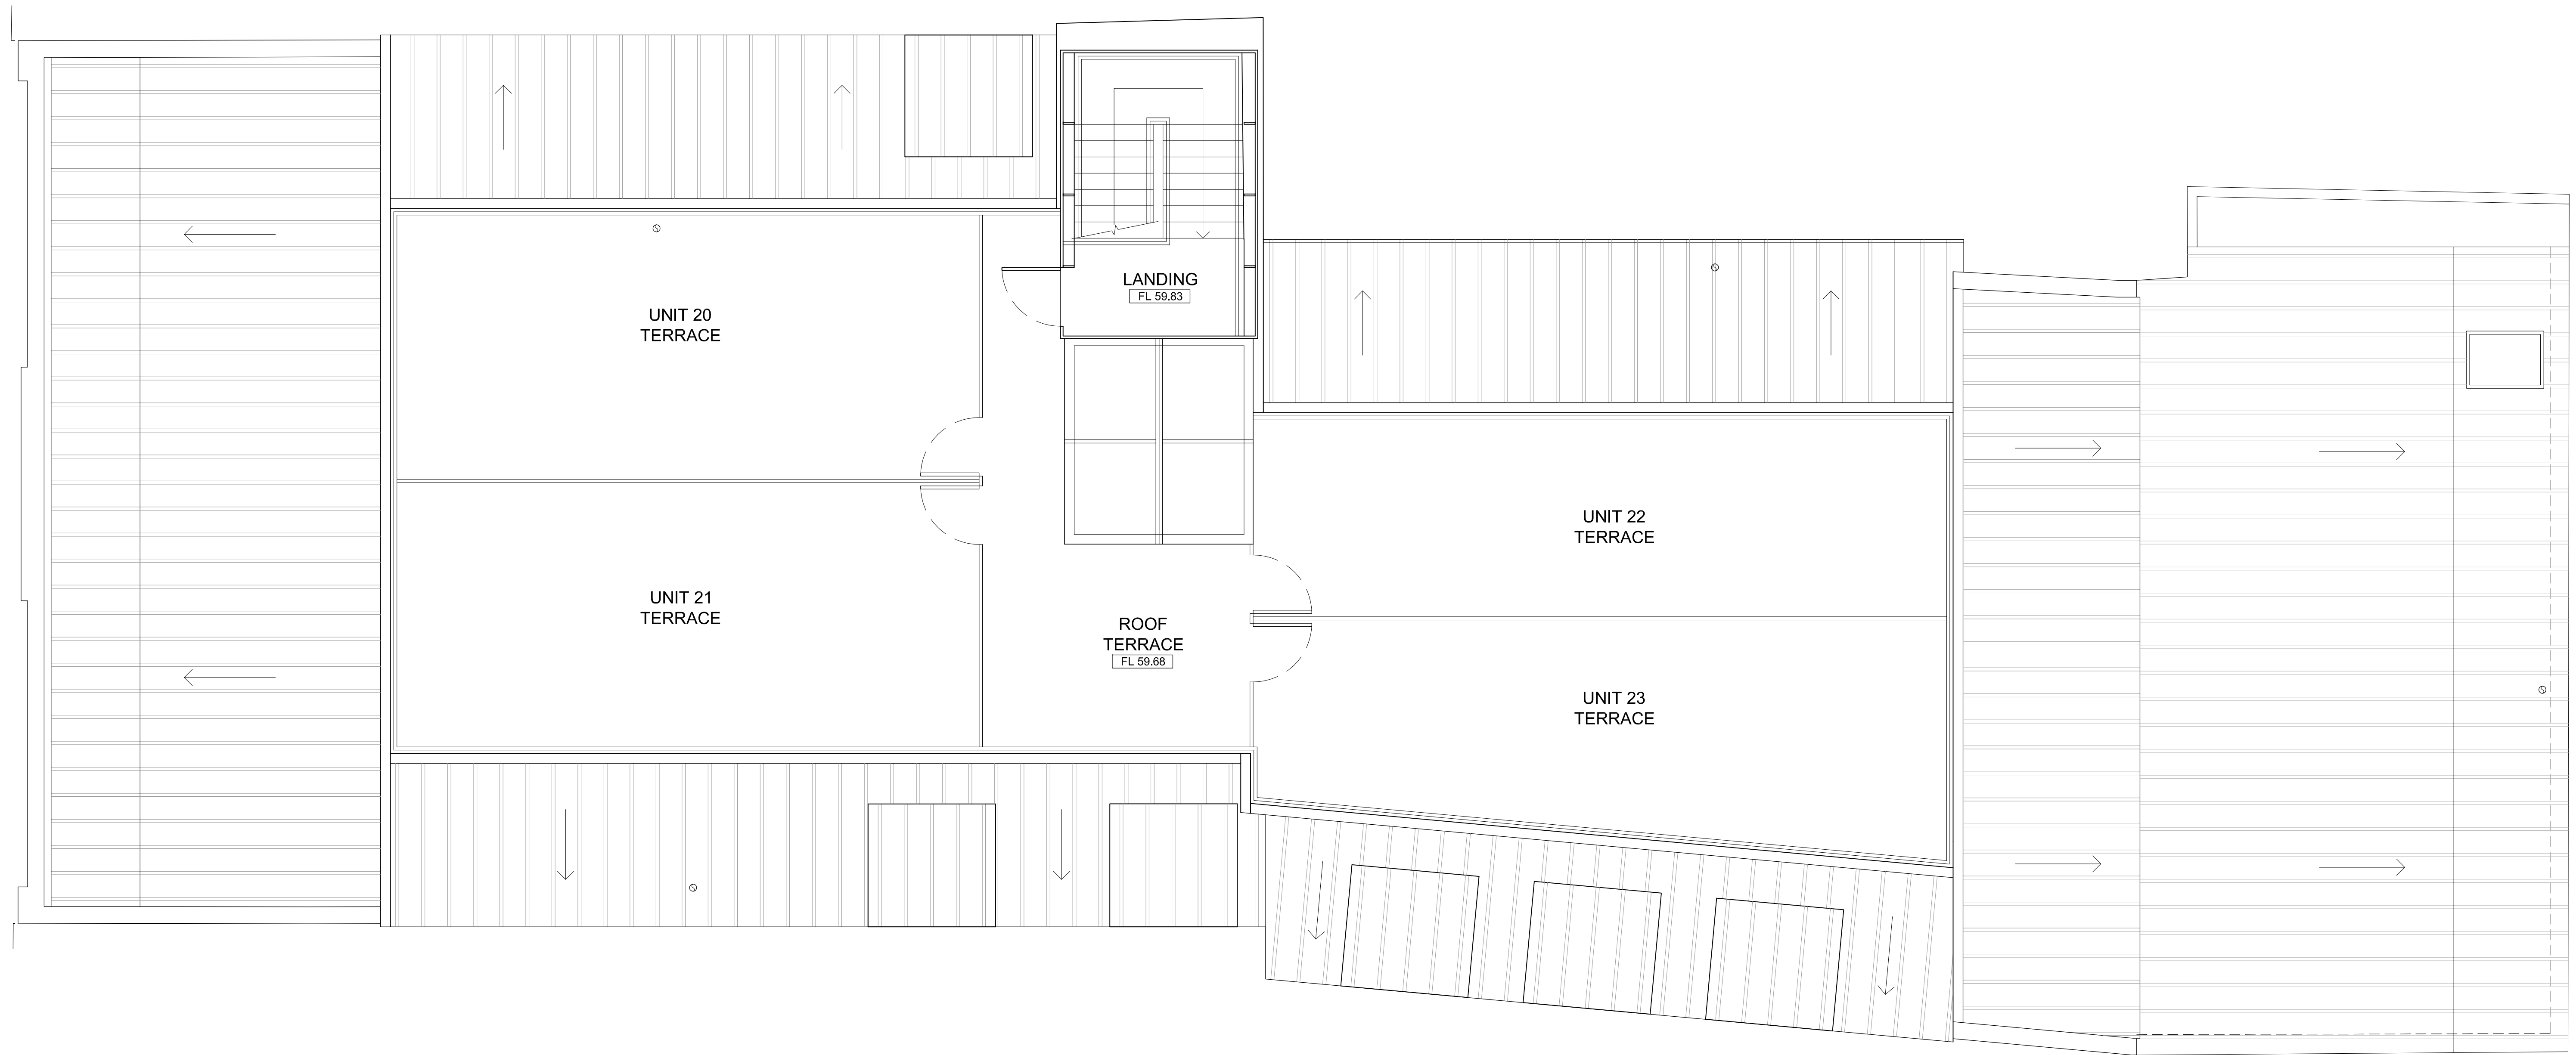 LANDING
FL 59.83
UNIT 20
TERRACE
UNIT 22
TERRACE
UNIT 21
TERRACE
ROOF
TERRACE
FL 59.68
UNIT 23
TERRACE